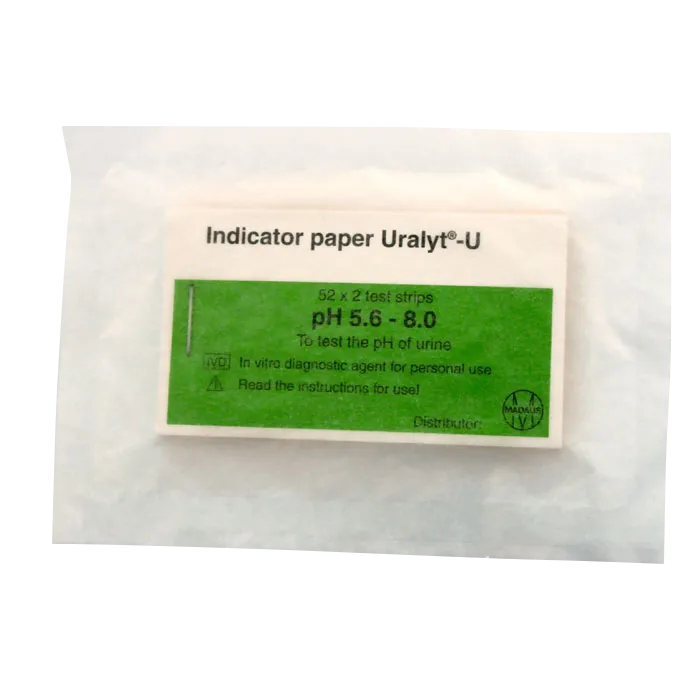 Indicator paper Uralyt®-U
52 x 2 test strips
pH 5.6 - 8.0
To test the pH of urine
IVD In vitro diagnostic agent for personal use
Read the instructions for use!
Distributer:
MADAUS